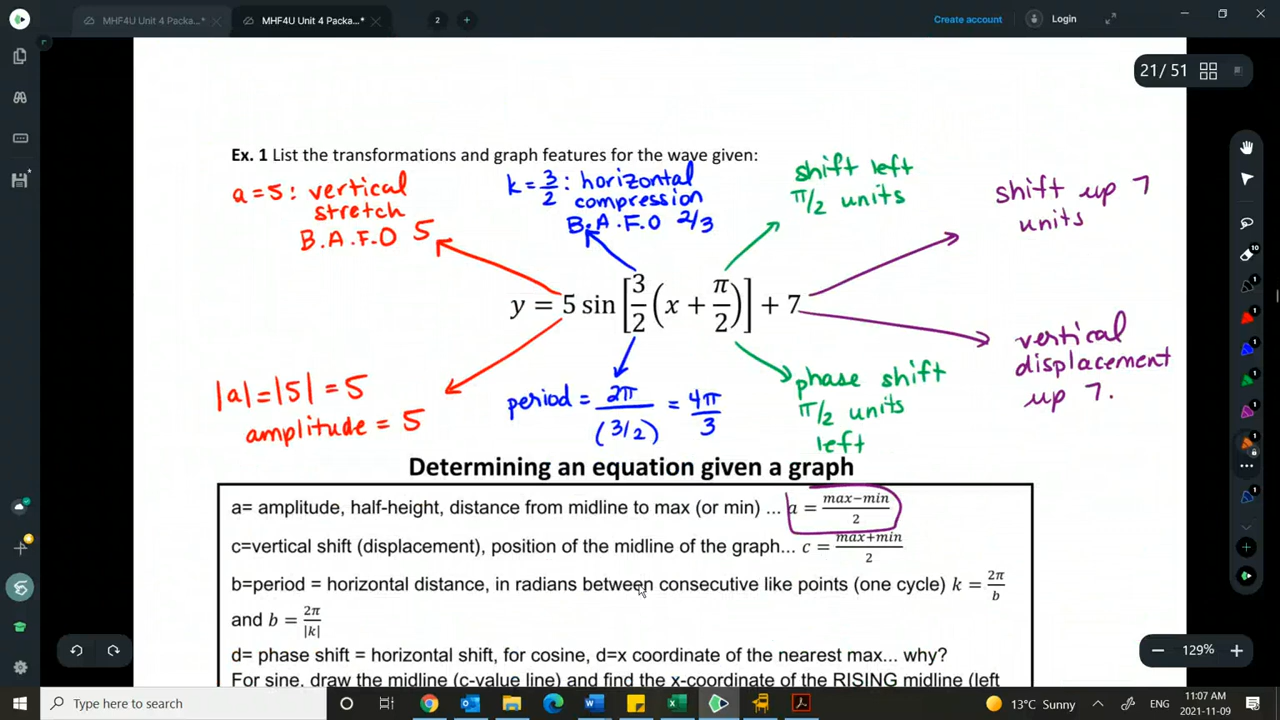 MHF4U Unit 4 Packa...*
MHF4U Unit 4 Packa...*
2
Create account
Login
21/51
Ex. 1 List the transformations and graph features for the wave given:
a=5: vertical
stretch
B.A.F.O 5
k=3/2: horizontal
compression
B.A.F.O 2/3
shift left
π/2 units
shift up 7
units
y = 5 sin [3/2 (x + π/2)] + 7
|a|=|5|=5
amplitude = 5
period = 2π/(3/2) = 4π/3
phase shift
π/2 units
left
vertical
displacement
up 7.
Determining an equation given a graph
a= amplitude, half-height, distance from midline to max (or min) ... a = max−min/2
c=vertical shift (displacement), position of the midline of the graph... c = max+min/2
b=period = horizontal distance, in radians between consecutive like points (one cycle) k = 2π/b
and b = 2π/|k|
d= phase shift = horizontal shift, for cosine, d=x coordinate of the nearest max... why?
For sine, draw the midline (c-value line) and find the x-coordinate of the RISING midline (left
10
129%
Type here to search
13°C Sunny
11:07 AM
2021-11-09